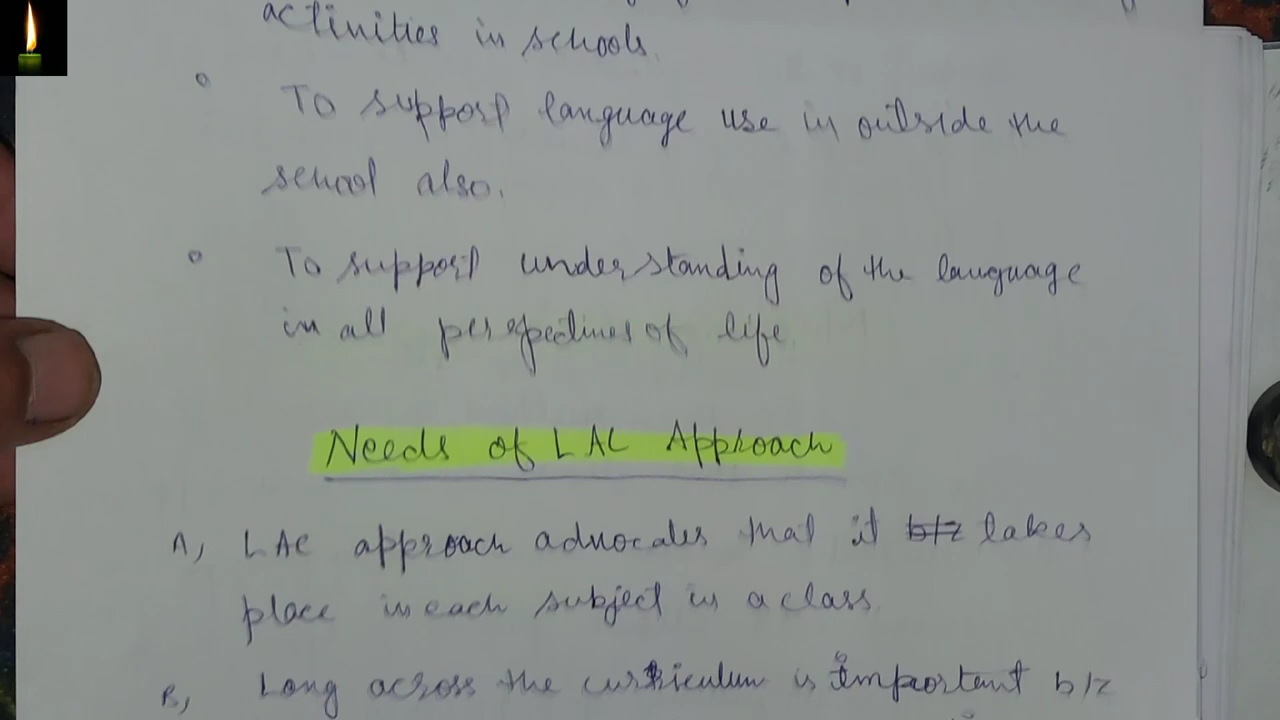 activities in schools.
To support language use in outside the
school also.
To support understanding of the language
in all perspectives of life
Needs of LAC Approach
A, LAC approach advocates that it b/z takes
place in each subject in a class.
B, Lang across the curriculum is important b/z